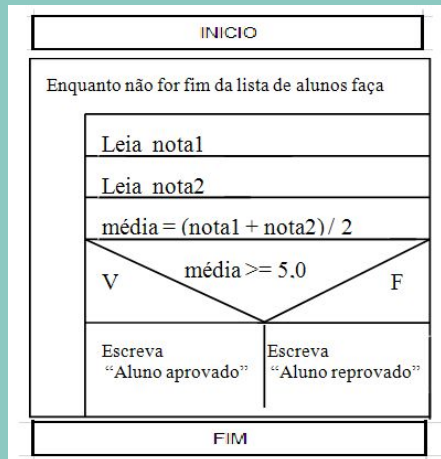 INICIO
Enquanto não for fim da lista de alunos faça
Leia nota1
Leia nota2
média = (nota1 + nota2) / 2
média >= 5,0
V
F
Escreva
“Aluno aprovado”
Escreva
“Aluno reprovado”
FIM